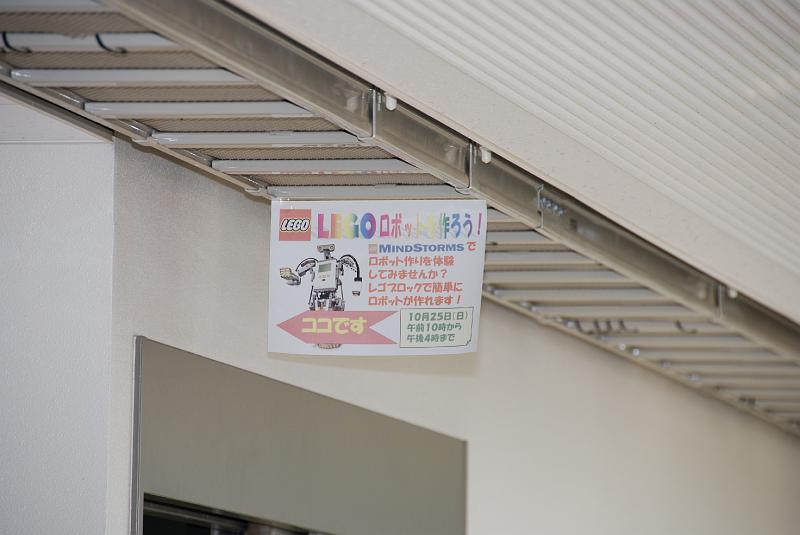 LEGO LEGOロボットを作ろう!
MINDSTORMSで
ロボット作りを体験
してみませんか?
レゴブロックで簡単に
ロボットが作れます!
ココです
10月25日(日)
午前10時から
午後4時まで